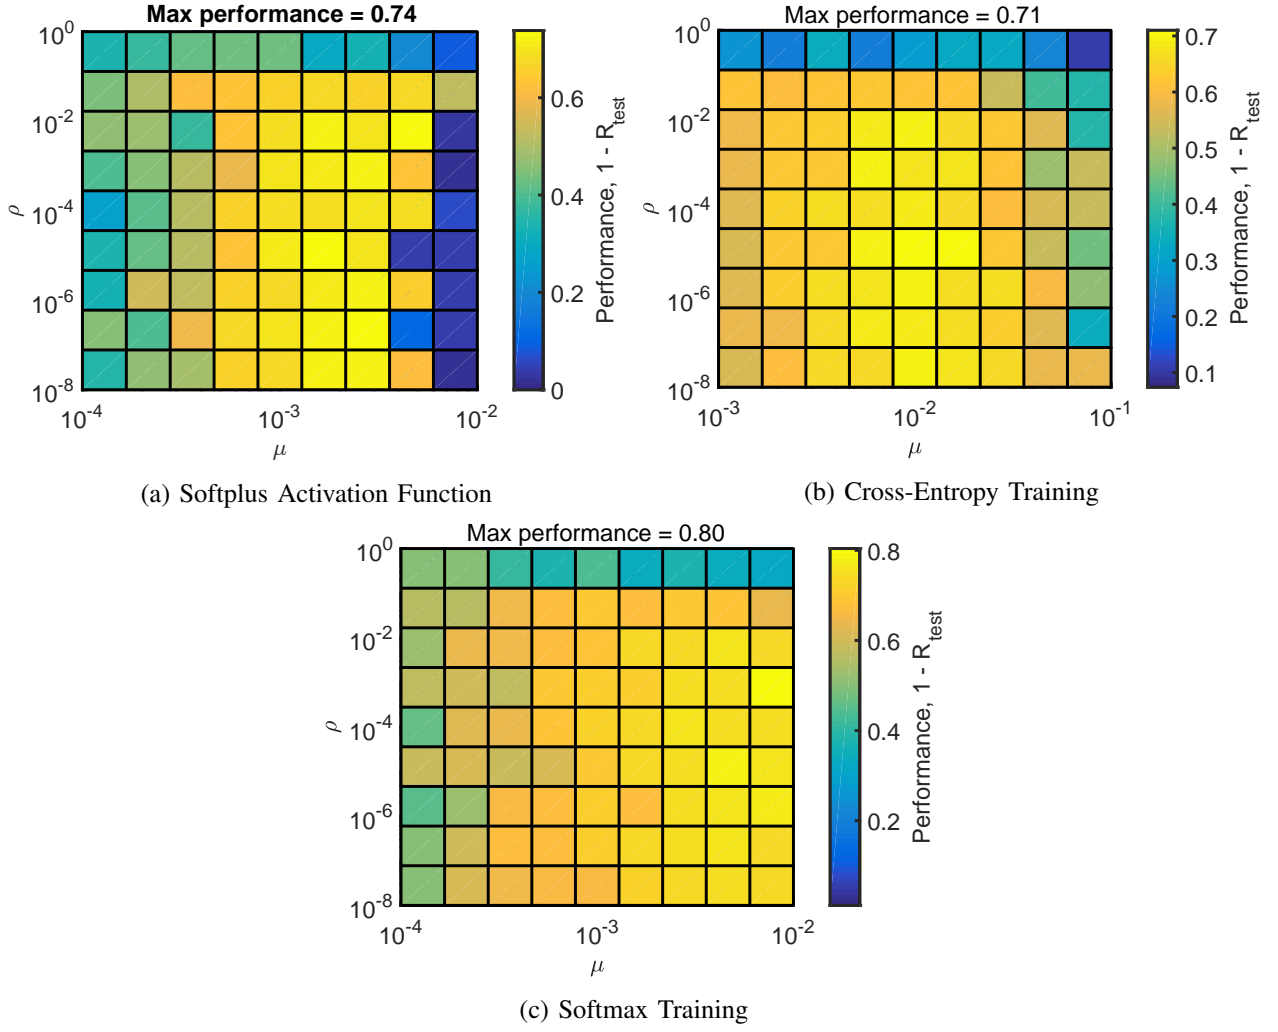 Max performance = 0.74
10^0
10^-2
10^-4
10^-6
10^-8
ρ
10^-4
10^-3
10^-2
μ
0.6
0.4
0.2
0
Performance, 1 - R_test
(a) Softplus Activation Function
Max performance = 0.71
10^0
10^-2
10^-4
10^-6
10^-8
ρ
10^-3
10^-2
10^-1
μ
0.7
0.6
0.5
0.4
0.3
0.2
0.1
Performance, 1 - R_test
(b) Cross-Entropy Training
Max performance = 0.80
10^0
10^-2
10^-4
10^-6
10^-8
ρ
10^-4
10^-3
10^-2
μ
0.8
0.6
0.4
0.2
Performance, 1 - R_test
(c) Softmax Training